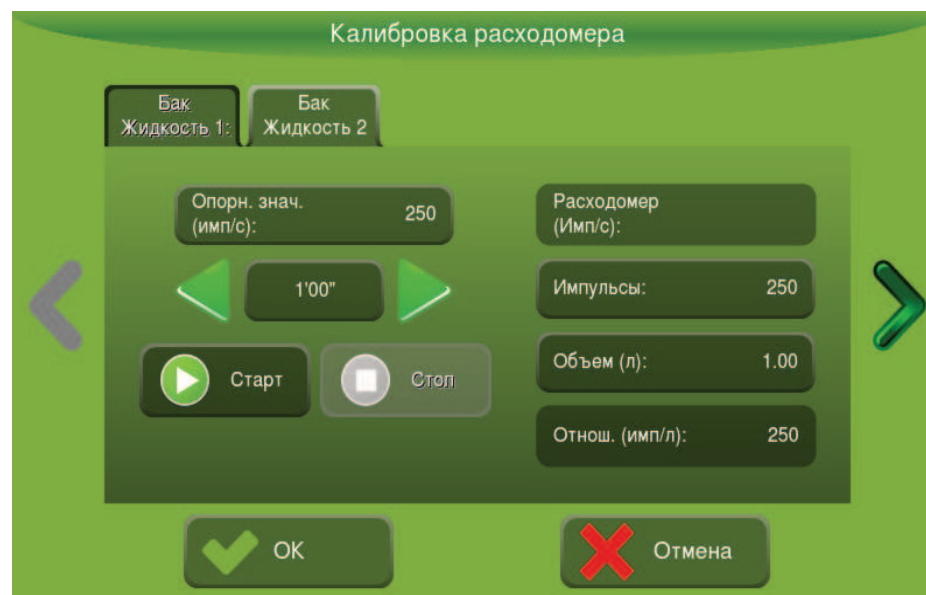 Калибровка расходомера
Бак
Жидкость 1:
Бак
Жидкость 2
Опорн. знач.
(имп/с):
250
Расходомер
(Имп/с):
1'00"
Импульсы:
250
Старт
Стоп
Объем (л):
1.00
Отнош. (имп/л):
250
OK
Отмена